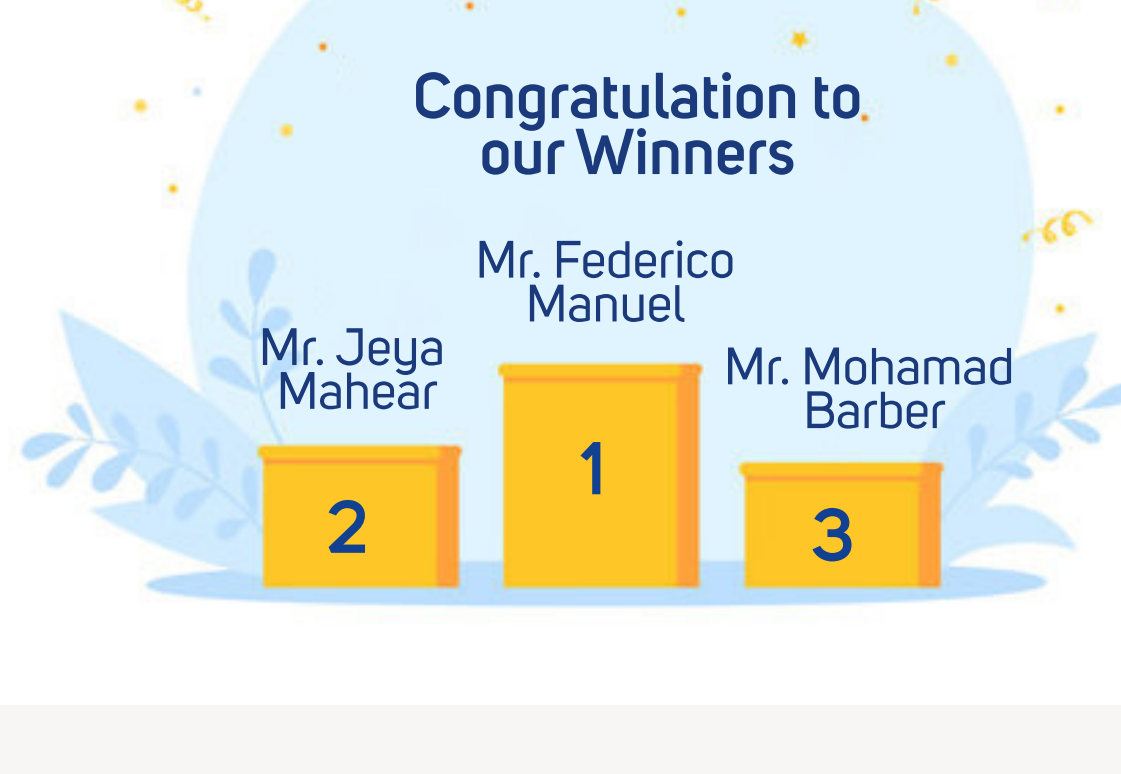 Congratulation to
our Winners
Mr. Federico
Manuel
Mr. Jeya
Mahear
Mr. Mohamad
Barber
1
2
3